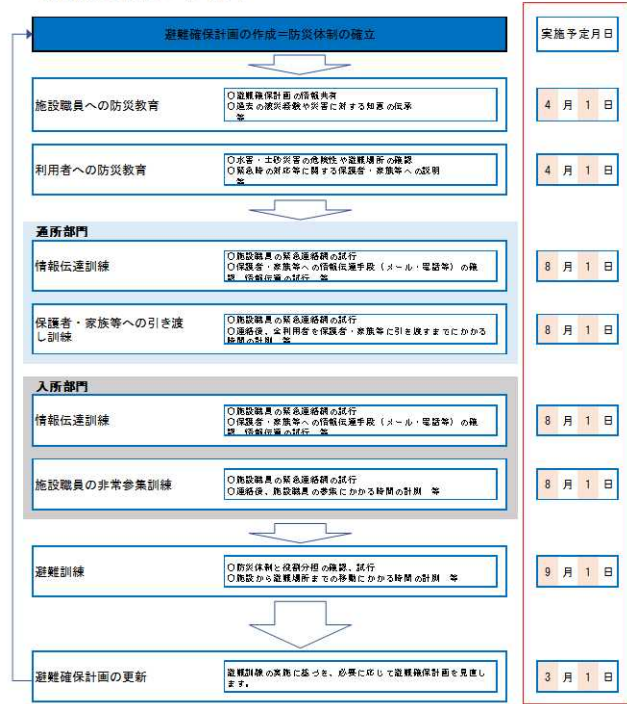 避難確保計画の作成=防災体制の確立
実施予定月日
施設職員への防災教育
〇避難確保計画の情報共有
〇過去の被災経験や災害に対する知恵の伝承
等
4 月 1 日
利用者への防災教育
〇水害・土砂災害の危険性や避難場所の確認
〇緊急時の対応等に関する保護者・家族等への説明
等
4 月 1 日
通所部門
情報伝達訓練
〇施設職員の緊急連絡網の試行
〇保護者・家族等への情報伝達手段(メール・電話等)の確
認、情報伝達の試行 等
8 月 1 日
保護者・家族等への引き渡
し訓練
〇施設職員の緊急連絡網の試行
〇連絡後、全利用者を保護者・家族等に引き渡すまでにかかる
時間の計測 等
8 月 1 日
入所部門
情報伝達訓練
〇施設職員の緊急連絡網の試行
〇保護者・家族等への情報伝達手段(メール・電話等)の確
認、情報伝達の試行 等
8 月 1 日
施設職員の非常参集訓練
〇施設職員の緊急連絡網の試行
〇連絡後、施設職員の参集にかかる時間の計測 等
8 月 1 日
避難訓練
〇防災体制と役割分担の確認、試行
〇施設から避難場所までの移動にかかる時間の計測 等
9 月 1 日
避難確保計画の更新
避難訓練の実施に基づき、必要に応じて避難確保計画を見直し
ます。
3 月 1 日